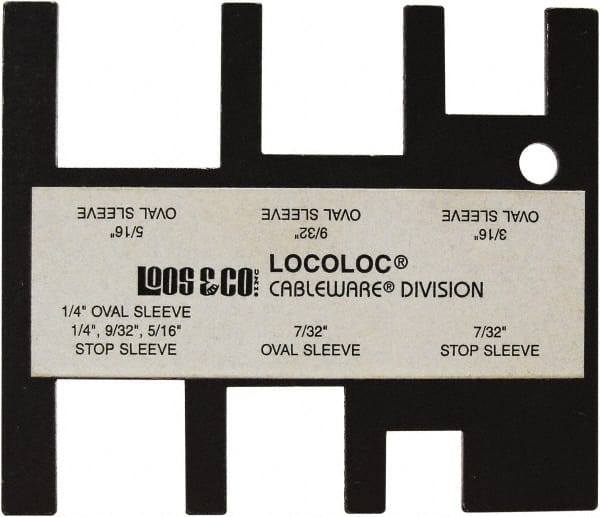 OVAL SLEEVE
5/16"
OVAL SLEEVE
9/32"
OVAL SLEEVE
3/16"
LOOS & CO. INC.
LOCOLOC®
CABLEWARE® DIVISION
1/4" OVAL SLEEVE
1/4", 9/32", 5/16"
STOP SLEEVE
7/32"
OVAL SLEEVE
7/32"
STOP SLEEVE